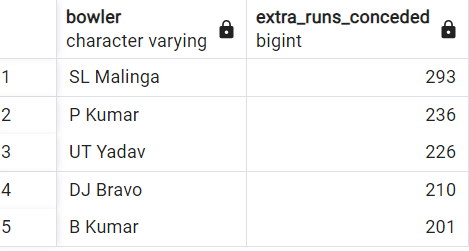 bowler extra_runs_conceded
character varying bigint
1 SL Malinga 293
2 P Kumar 236
3 UT Yadav 226
4 DJ Bravo 210
5 B Kumar 201